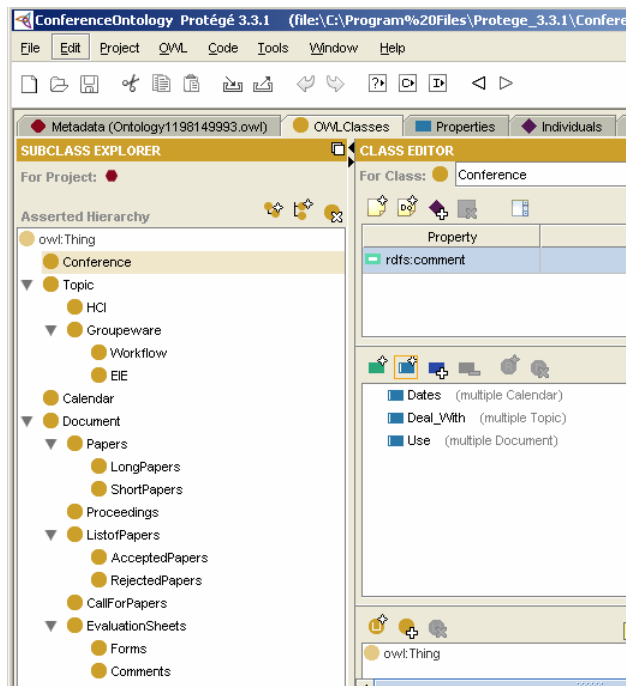 ConferenceOntology Protégé 3.3.1 (file:\C:\Program%20Files\Protege_3.3.1\Confere
File Edit Project OWL Code Tools Window Help
Metadata (Ontology1198149993.owl) OWLClasses Properties Individuals
SUBCLASS EXPLORER
CLASS EDITOR
For Project:
For Class: Conference
Asserted Hierarchy
Property
owl:Thing
rdfs:comment
Conference
Topic
HCI
Groupeware
Workflow
EIE
Calendar
Document
Papers
LongPapers
ShortPapers
Proceedings
ListofPapers
AcceptedPapers
RejectedPapers
CallForPapers
EvaluationSheets
Forms
Comments
Dates (multiple Calendar)
Deal_With (multiple Topic)
Use (multiple Document)
owl:Thing